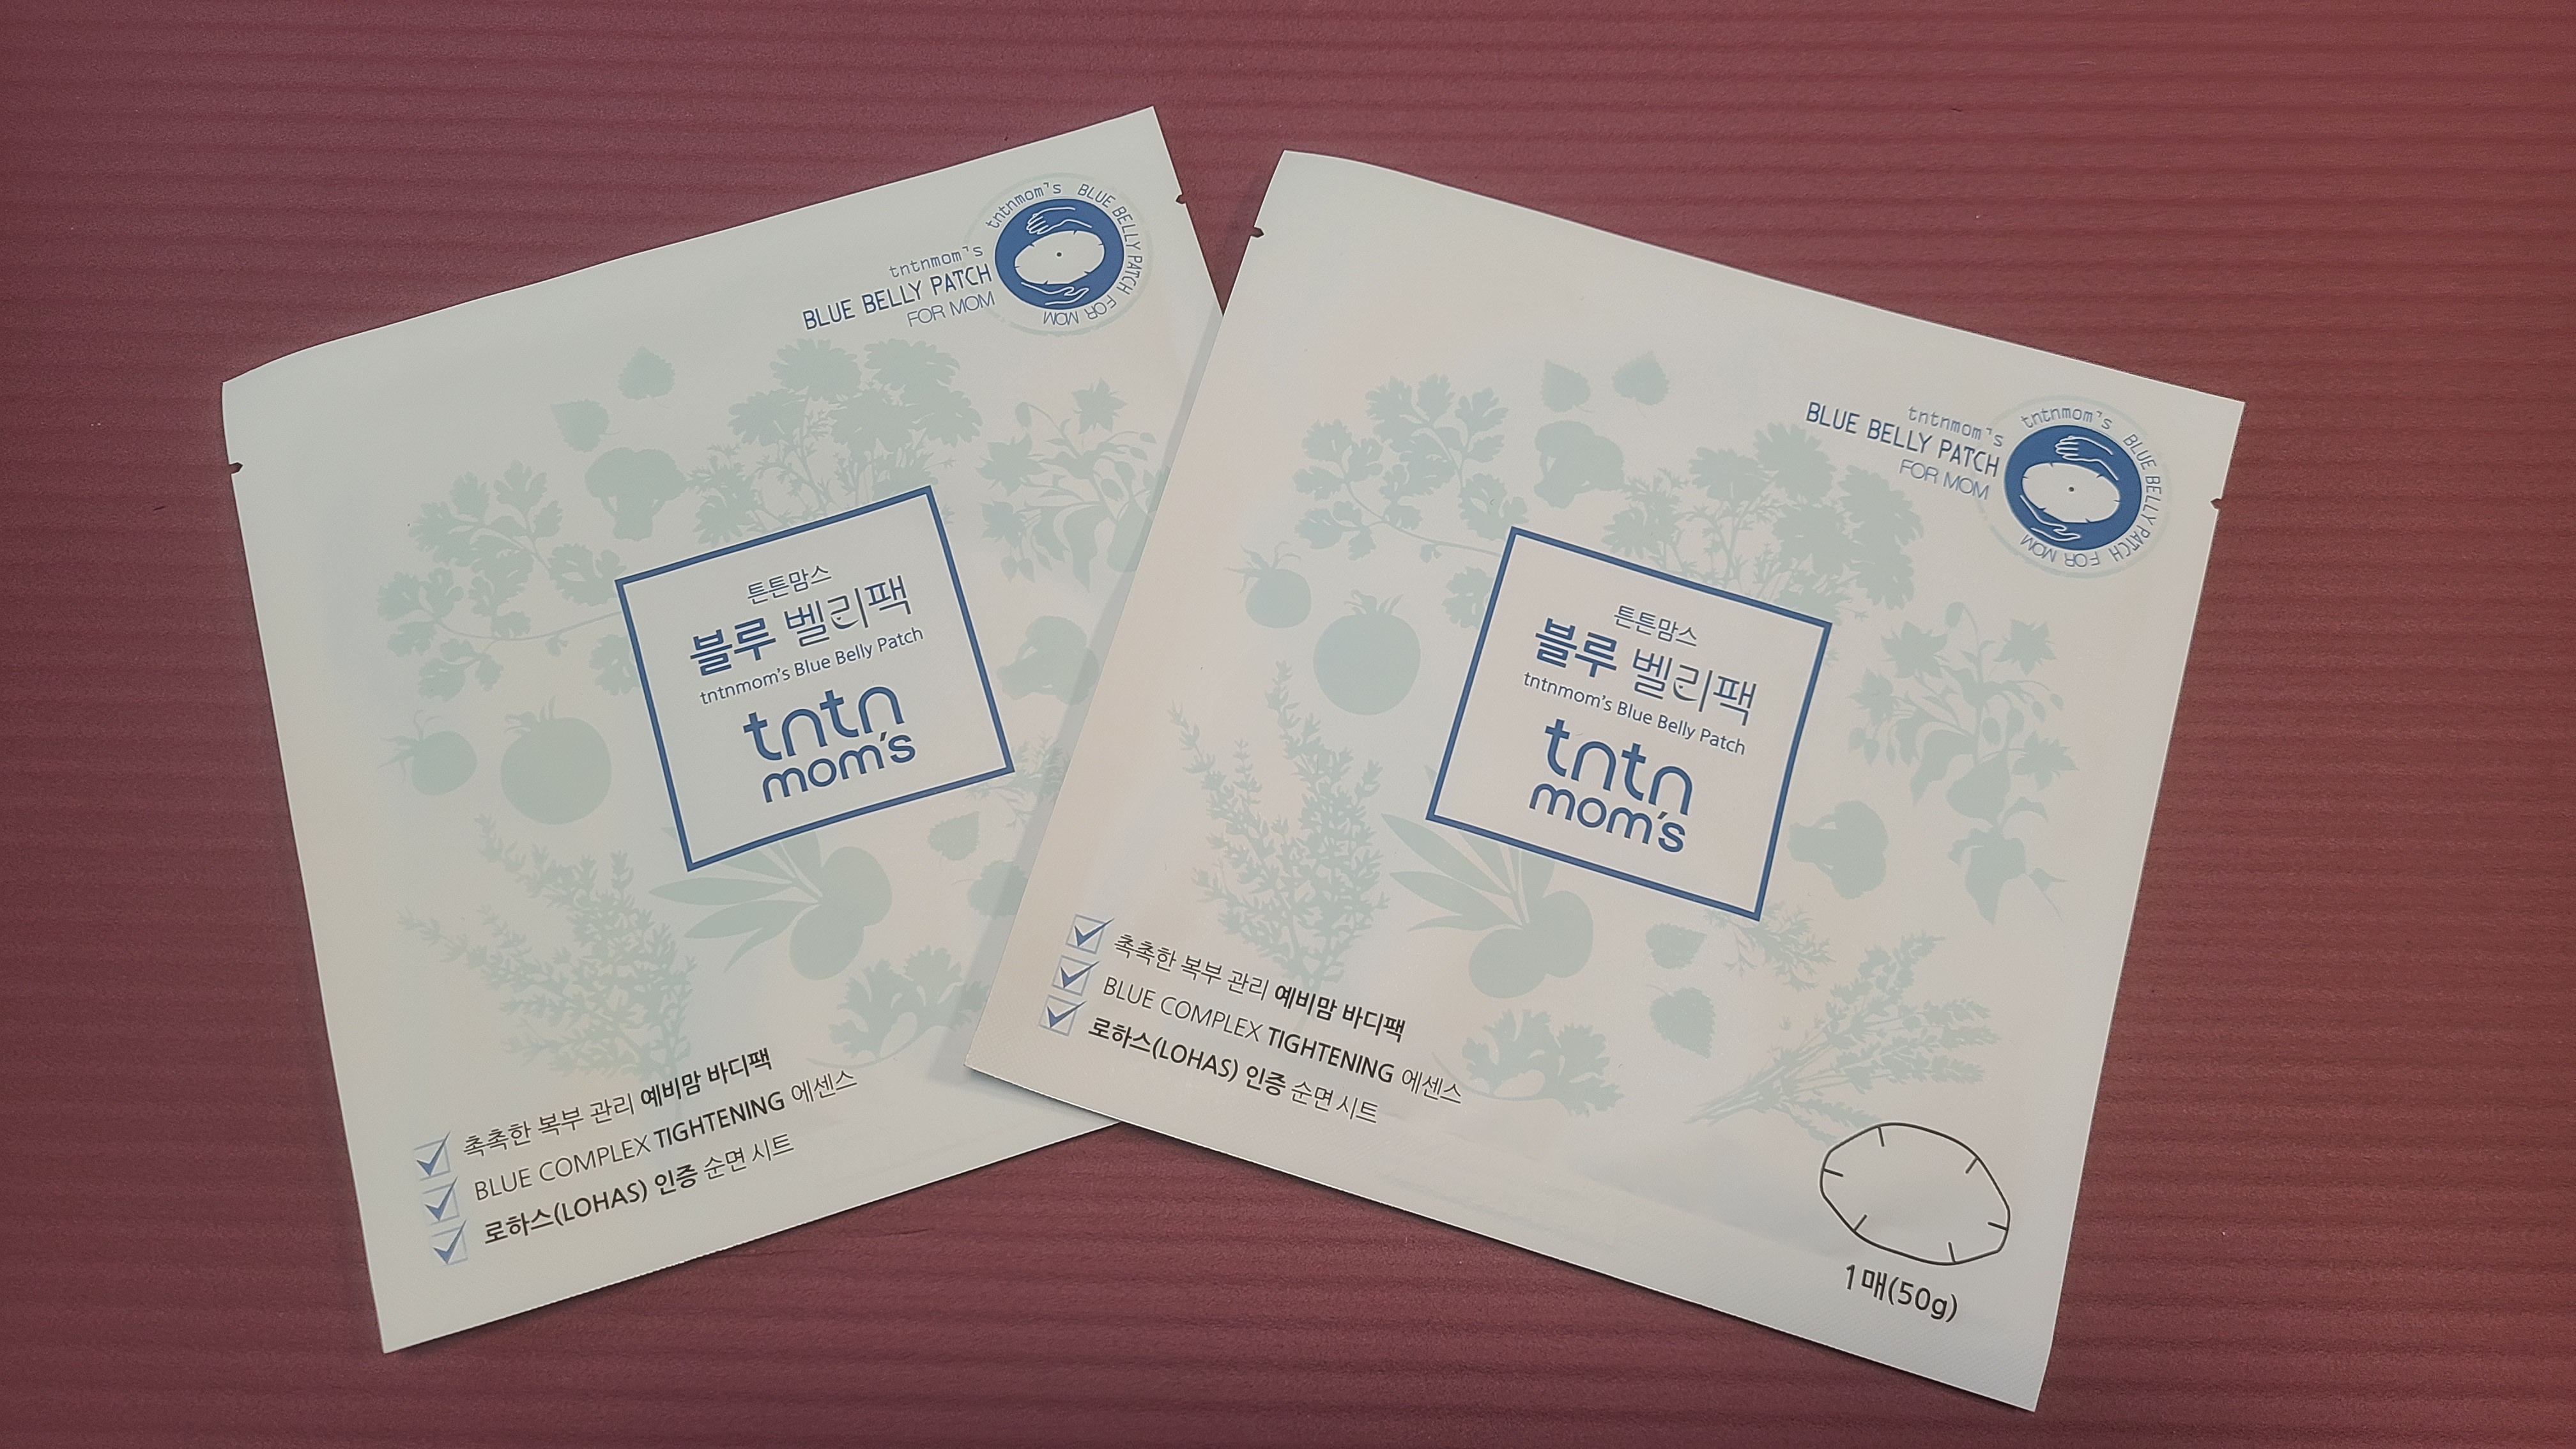 tntnmom's BLUE BELLY PATCH FOR MOM
tntnmom's
BLUE BELLY PATCH
FOR MOM
튼튼맘스
블루 벨리팩
tntnmom's Blue Belly Patch
tntn
mom's
촉촉한 복부 관리 예비맘 바디팩
BLUE COMPLEX TIGHTENING 에센스
로하스(LOHAS) 인증 순면 시트
tntnmom's BLUE BELLY PATCH FOR MOM
tntnmom's
BLUE BELLY PATCH
FOR MOM
튼튼맘스
블루 벨리팩
tntnmom's Blue Belly Patch
tntn
mom's
촉촉한 복부 관리 예비맘 바디팩
BLUE COMPLEX TIGHTENING 에센스
로하스(LOHAS) 인증 순면 시트
1매(50g)